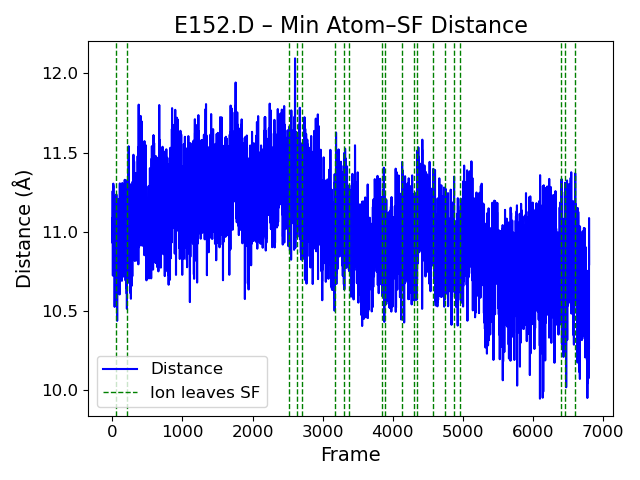 E152.D – Min Atom–SF Distance
Distance (Å)
12.0
11.5
11.0
10.5
10.0
Distance
Ion leaves SF
0 1000 2000 3000 4000 5000 6000 7000
Frame